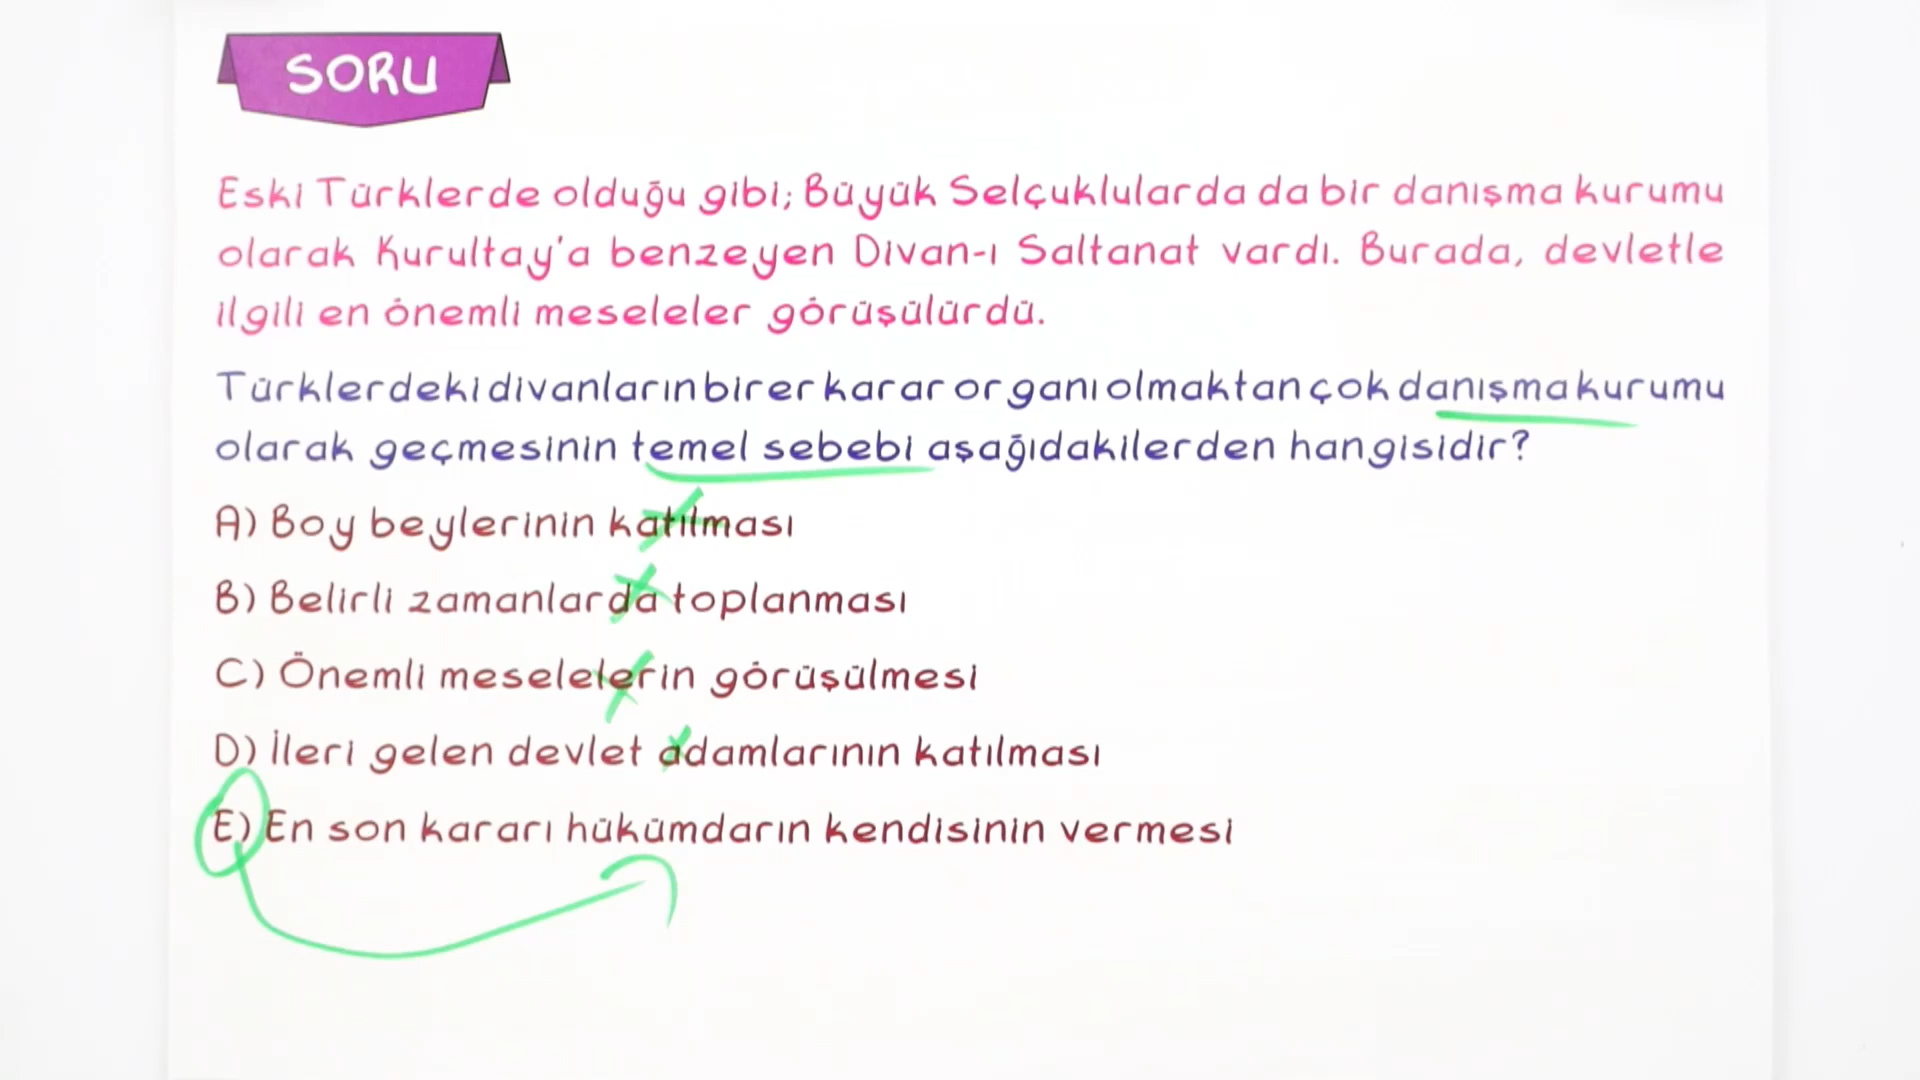 SORU
Eski Türklerde olduğu gibi; Büyük Selçuklularda da bir danışma kurumu
olarak Kurultay'a benzeyen Divan-ı Saltanat vardı. Burada, devletle
ilgili en önemli meseleler görüşülürdü.
Türklerdeki divanların birer karar organı olmaktan çok danışma kurumu
olarak geçmesinin temel sebebi aşağıdakilerden hangisidir?
A) Boy beylerinin katılması
B) Belirli zamanlarda toplanması
C) Önemli meselelerin görüşülmesi
D) İleri gelen devlet adamlarının katılması
E) En son kararı hükümdarın kendisinin vermesi